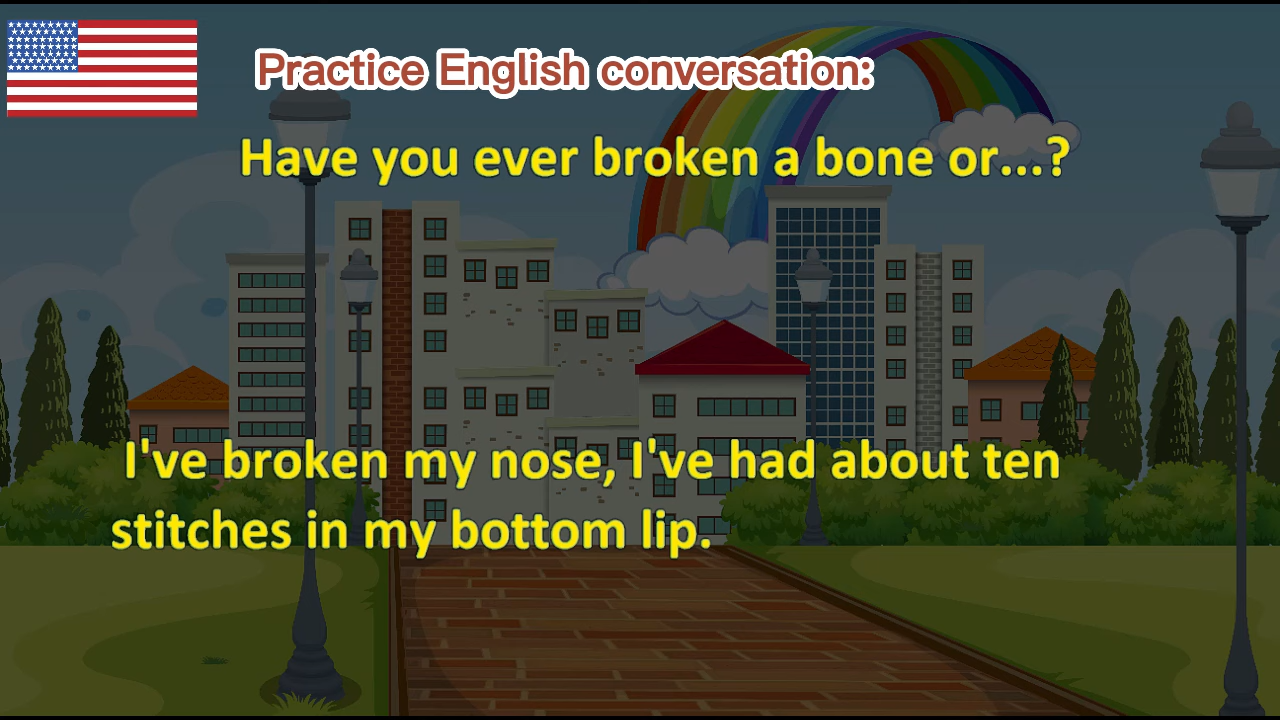 Practice English conversation:
Have you ever broken a bone or...?
I've broken my nose, I've had about ten
stitches in my bottom lip.